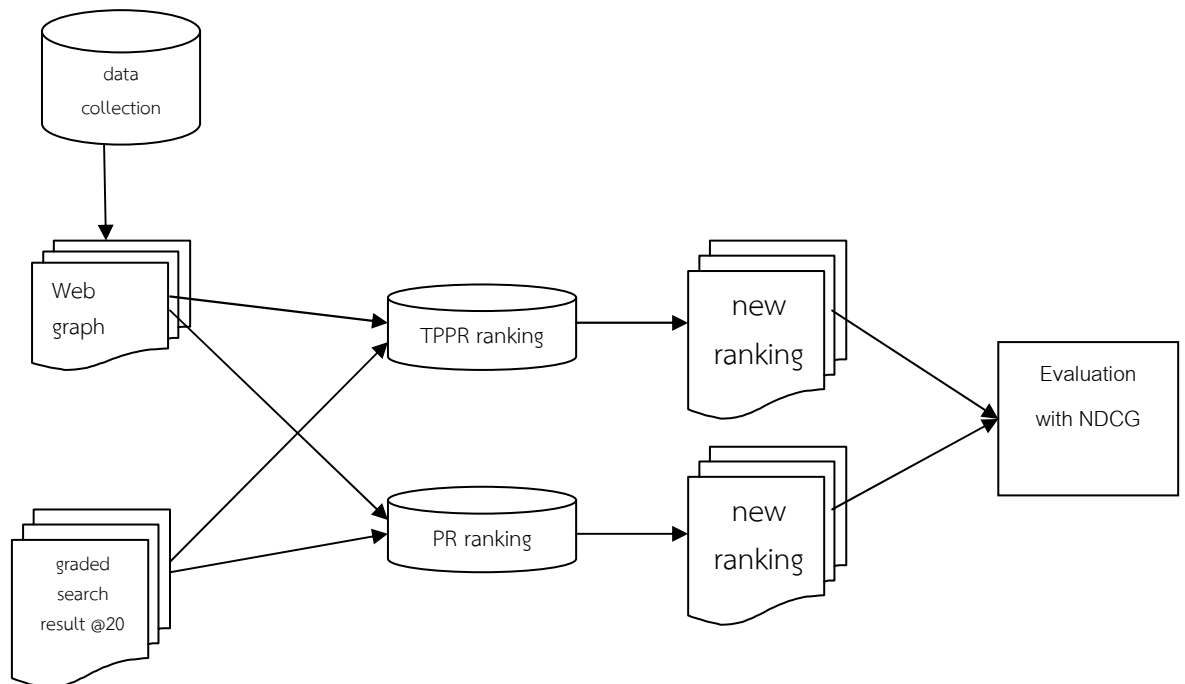 data
collection
Web
graph
TPPR ranking
new
ranking
Evaluation
with NDCG
PR ranking
new
ranking
graded
search
result @20